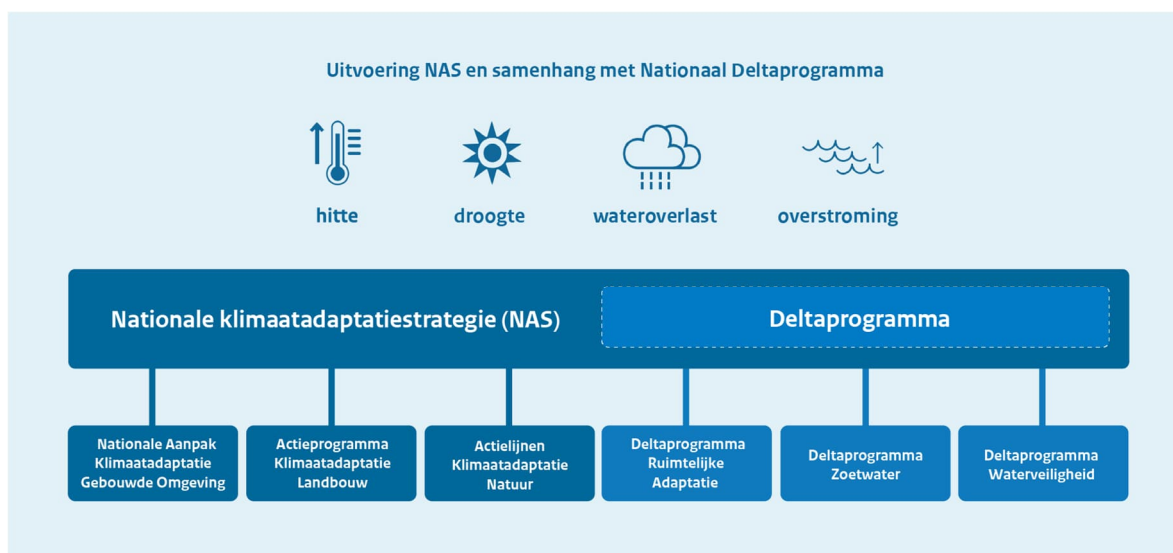 Uitvoering NAS en samenhang met Nationaal Deltaprogramma
hitte
droogte
wateroverlast
overstroming
Nationale klimaatadaptatiestrategie (NAS)
Deltaprogramma
Nationale Aanpak
Klimaatadaptatie
Gebouwde Omgeving
Actieprogramma
Klimaatadaptatie
Landbouw
Actielijnen
Klimaatadaptatie
Natuur
Deltaprogramma
Ruimtelijke
Adaptatie
Deltaprogramma
Zoetwater
Deltaprogramma
Waterveiligheid